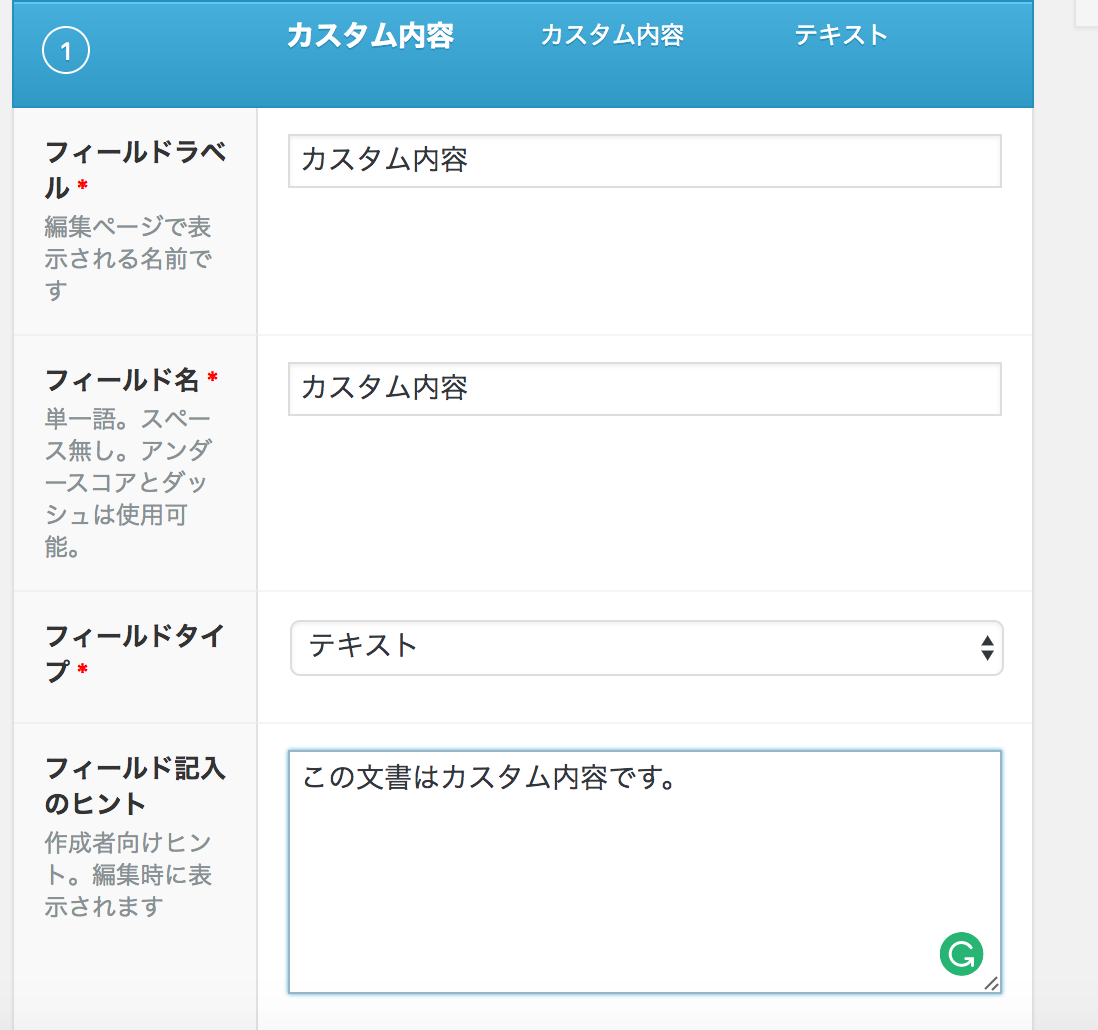 1
カスタム内容
カスタム内容
テキスト
フィールドラベ
ル *
編集ページで表
示される名前で
す
カスタム内容
フィールド名 *
単一語。スペー
ス無し。アンダ
ースコアとダッ
シュは使用可
能。
カスタム内容
フィールドタイ
プ *
テキスト
フィールド記入
のヒント
作成者向けヒン
ト。編集時に表
示されます
この文書はカスタム内容です。